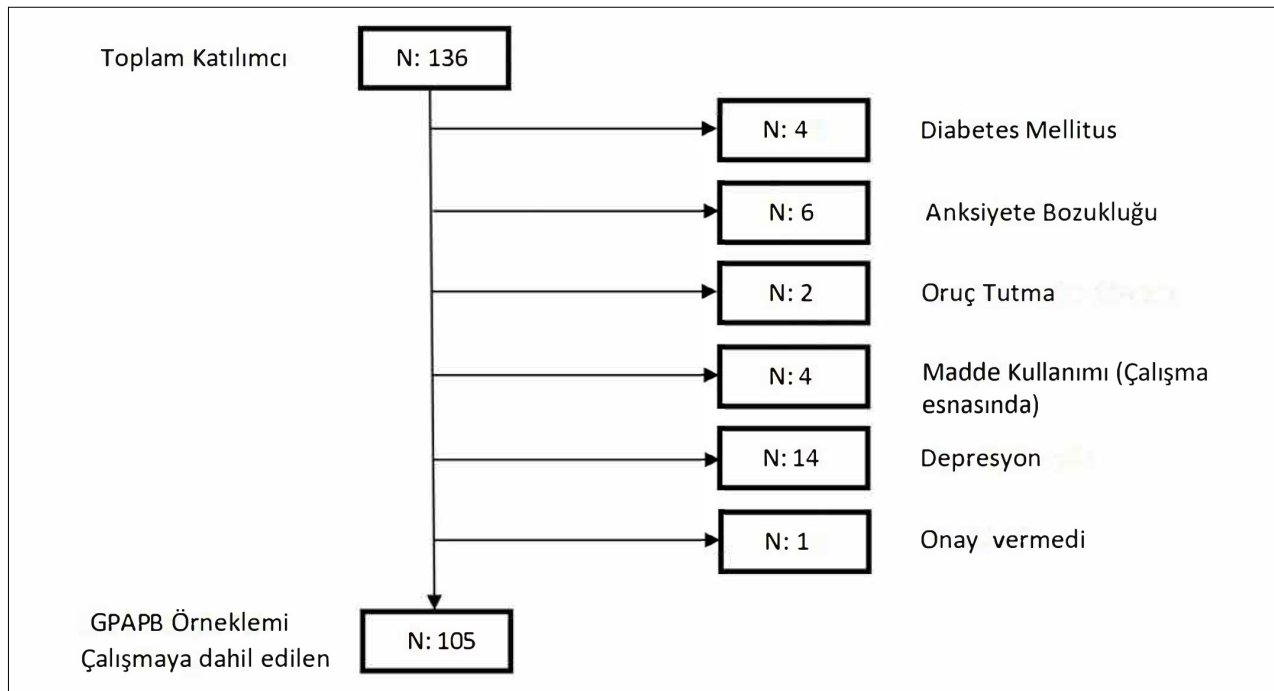 Toplam Katılımcı N: 136
N: 4 Diabetes Mellitus
N: 6 Anksiyete Bozukluğu
N: 2 Oruç Tutma
N: 4 Madde Kullanımı (Çalışma
esnasında)
N: 14 Depresyon
N: 1 Onay vermedi
GPAPB Örneklemi
Çalışmaya dahil edilen N: 105